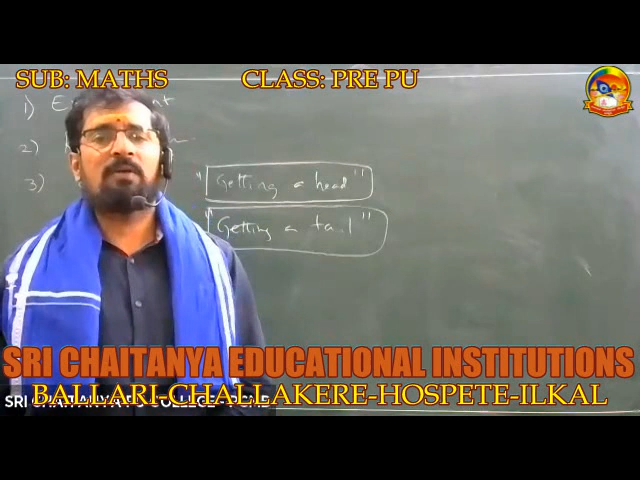 SUB: MATHS CLASS: PRE PU
1)
2)
3) "Getting a head"
"Getting a tail"
SRI CHAITANYA EDUCATIONAL INSTITUTIONS
BALLARI-CHALLAKERE-HOSPETE-ILKAL
SRI